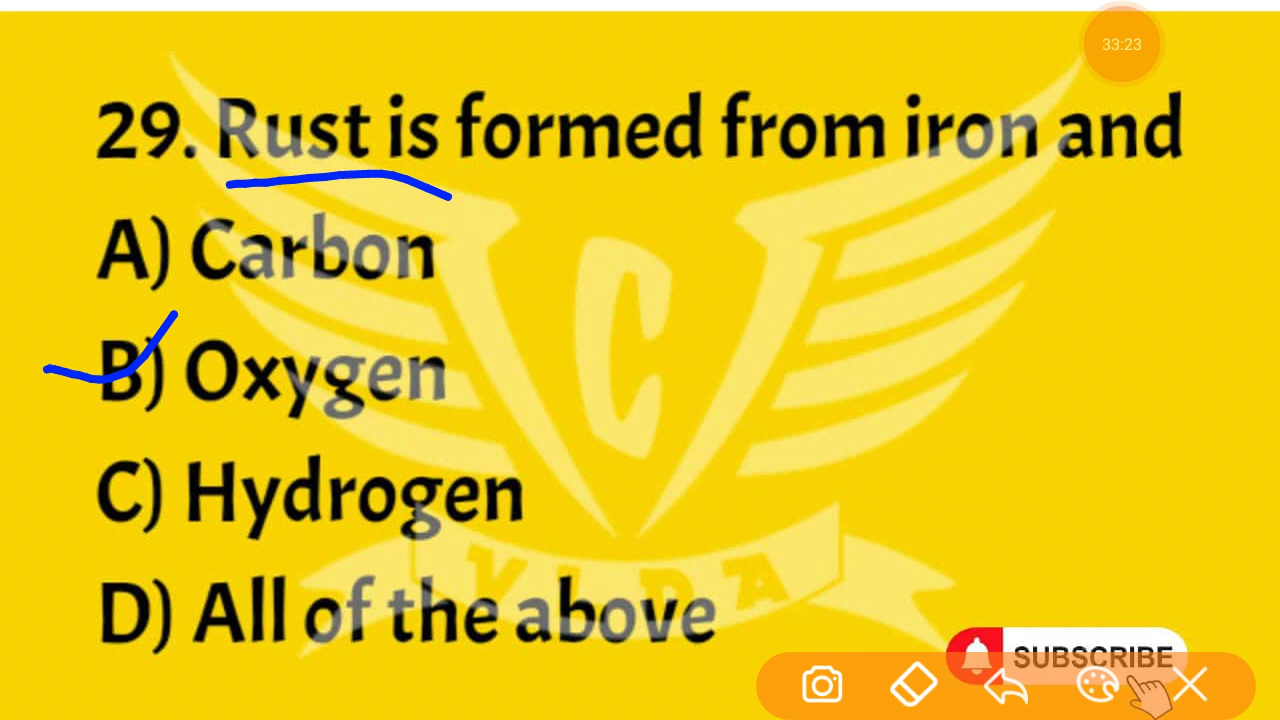 33:23
29. Rust is formed from iron and
A) Carbon
B) Oxygen
C) Hydrogen
D) All of the above
C
SUBSCRIBE